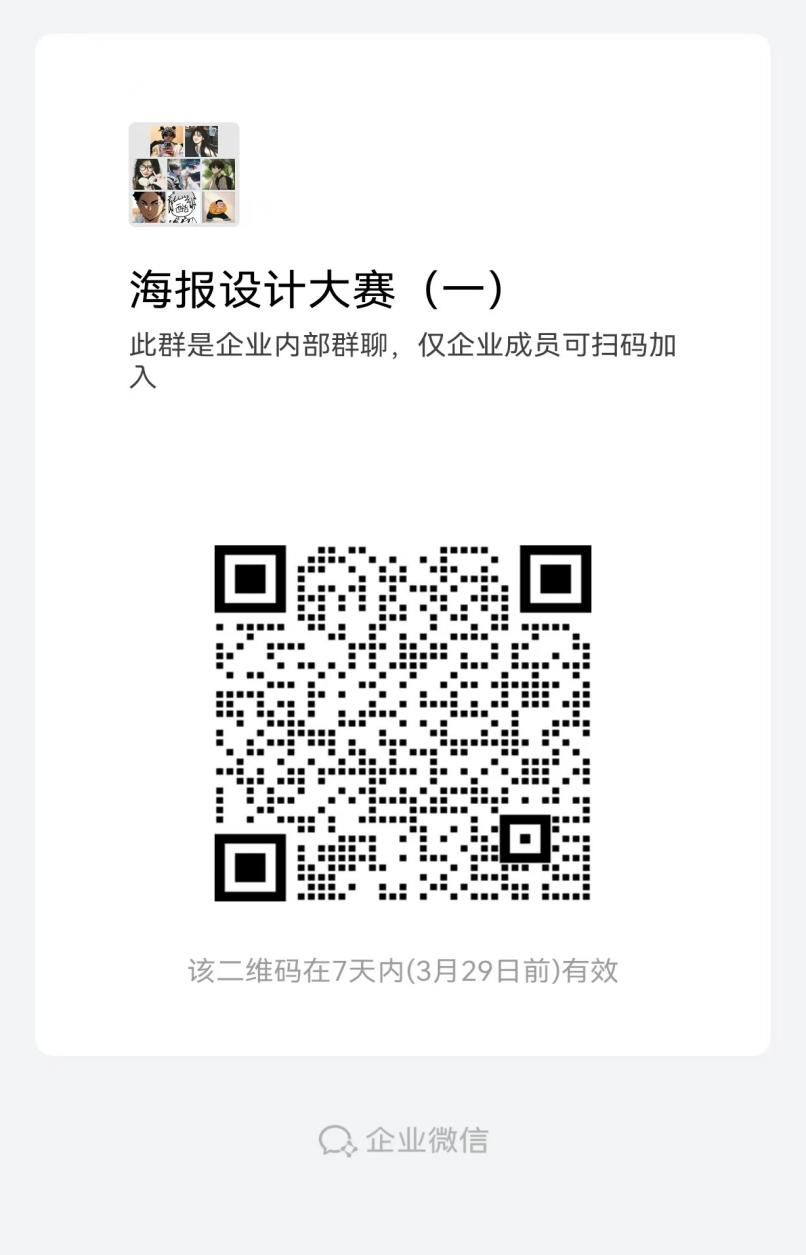 海报设计大赛（一）
此群是企业内部群聊，仅企业成员可扫码加
入
该二维码在7天内(3月29日前)有效
企业微信